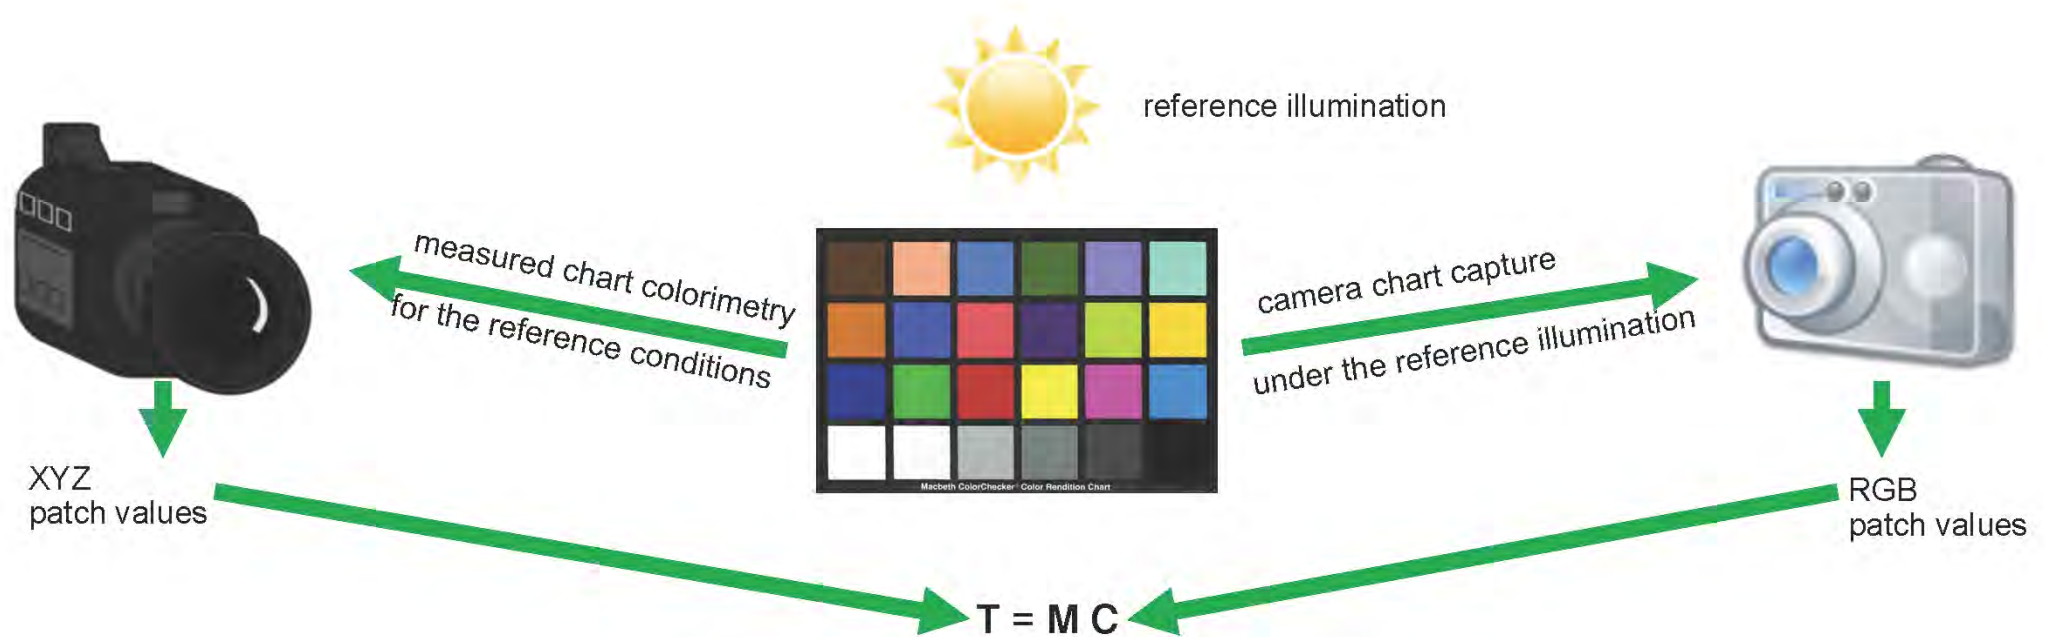 reference illumination
measured chart colorimetry
for the reference conditions
camera chart capture
under the reference illumination
Macbeth ColorChecker Color Rendition Chart
XYZ
patch values
RGB
patch values
T = M C